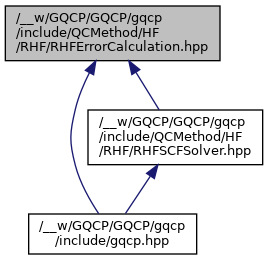 /__w/GQCP/GQCP/gqcp
/include/QCMethod/HF
/RHF/RHFErrorCalculation.hpp
/__w/GQCP/GQCP/gqcp
/include/QCMethod/HF
/RHF/RHFSCFSolver.hpp
/__w/GQCP/GQCP/gqcp
/include/gqcp.hpp